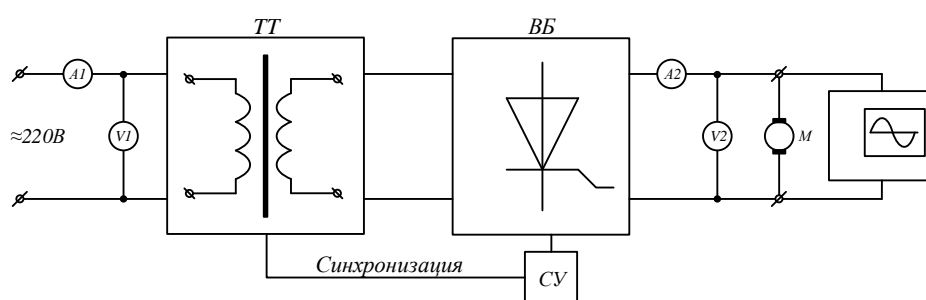 ТТ
ВБ
A1
A2
≈220В
V1
V2
М
Синхронизация
СУ